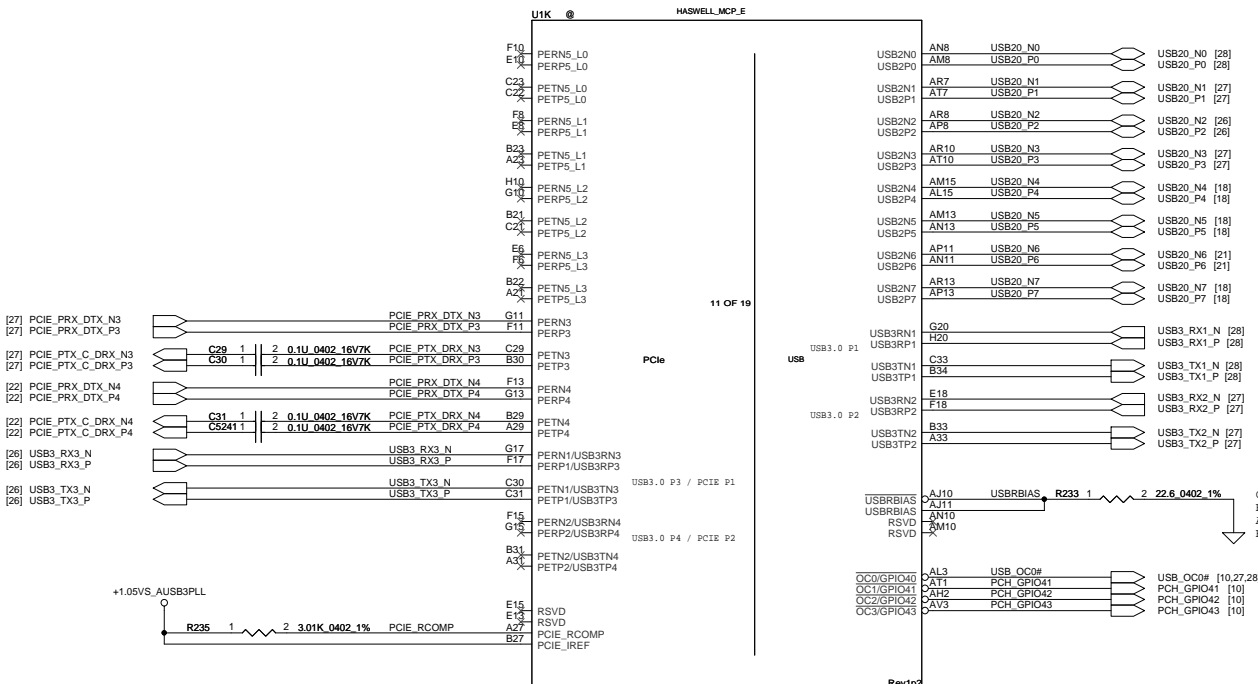 U1K @ HASWELL_MCP_E
F10 PERN5_L0
E10 PERP5_L0
C23 PETN5_L0
C22 PETP5_L0
F8 PERN5_L1
E8 PERP5_L1
B23 PETN5_L1
A23 PETP5_L1
H10 PERN5_L2
G10 PERP5_L2
B21 PETN5_L2
C21 PETP5_L2
E6 PERN5_L3
F6 PERP5_L3
B22 PETN5_L3
A21 PETP5_L3
[27] PCIE_PRX_DTX_N3 PCIE_PRX_DTX_N3 G11 PERN3
[27] PCIE_PRX_DTX_P3 PCIE_PRX_DTX_P3 F11 PERP3
[27] PCIE_PTX_C_DRX_N3 C29 1 2 0.1U_0402_16V7K PCIE_PTX_DRX_N3 C29 PETN3
[27] PCIE_PTX_C_DRX_P3 C30 1 2 0.1U_0402_16V7K PCIE_PTX_DRX_P3 B30 PETP3
[22] PCIE_PRX_DTX_N4 PCIE_PRX_DTX_N4 F13 PERN4
[22] PCIE_PRX_DTX_P4 PCIE_PRX_DTX_P4 G13 PERP4
[22] PCIE_PTX_C_DRX_N4 C31 1 2 0.1U_0402_16V7K PCIE_PTX_DRX_N4 B29 PETN4
[22] PCIE_PTX_C_DRX_P4 C5241 1 2 0.1U_0402_16V7K PCIE_PTX_DRX_P4 A29 PETP4
[26] USB3_RX3_N USB3_RX3_N G17 PERN1/USB3RN3
[26] USB3_RX3_P USB3_RX3_P F17 PERP1/USB3RP3
USB3.0 P3 / PCIE P1
[26] USB3_TX3_N USB3_TX3_N C30 PETN1/USB3TN3
[26] USB3_TX3_P USB3_TX3_P C31 PETP1/USB3TP3
F15 PERN2/USB3RN4
G15 PERP2/USB3RP4
USB3.0 P4 / PCIE P2
B31 PETN2/USB3TN4
A31 PETP2/USB3TP4
+1.05VS_AUSB3PLL
E15 RSVD
E13 RSVD
R235 1 2 3.01K_0402_1% PCIE_RCOMP A27 PCIE_RCOMP
B27 PCIE_IREF
11 OF 19
PCIe
USB
USB2N0 AN8 USB20_N0 USB20_N0 [28]
USB2P0 AM8 USB20_P0 USB20_P0 [28]
USB2N1 AR7 USB20_N1 USB20_N1 [27]
USB2P1 AT7 USB20_P1 USB20_P1 [27]
USB2N2 AR8 USB20_N2 USB20_N2 [26]
USB2P2 AP8 USB20_P2 USB20_P2 [26]
USB2N3 AR10 USB20_N3 USB20_N3 [27]
USB2P3 AT10 USB20_P3 USB20_P3 [27]
USB2N4 AM15 USB20_N4 USB20_N4 [18]
USB2P4 AL15 USB20_P4 USB20_P4 [18]
USB2N5 AM13 USB20_N5 USB20_N5 [18]
USB2P5 AN13 USB20_P5 USB20_P5 [18]
USB2N6 AP11 USB20_N6 USB20_N6 [21]
USB2P6 AN11 USB20_P6 USB20_P6 [21]
USB2N7 AR13 USB20_N7 USB20_N7 [18]
USB2P7 AP13 USB20_P7 USB20_P7 [18]
USB3RN1 G20 USB3_RX1_N [28]
USB3RP1 H20 USB3_RX1_P [28]
USB3.0 P1
USB3TN1 C33 USB3_TX1_N [28]
USB3TP1 B34 USB3_TX1_P [28]
USB3RN2 E18 USB3_RX2_N [27]
USB3RP2 F18 USB3_RX2_P [27]
USB3.0 P2
USB3TN2 B33 USB3_TX2_N [27]
USB3TP2 A33 USB3_TX2_P [27]
USBRBIAS AJ10 USBRBIAS R233 1 2 22.6_0402_1%
USBRBIAS AJ11
RSVD AN10
RSVD AM10
OC0/GPIO40 AL3 USB_OC0# USB_OC0# [10,27,28
OC1/GPIO41 AT1 PCH_GPIO41 PCH_GPIO41 [10]
OC2/GPIO42 AH2 PCH_GPIO42 PCH_GPIO42 [10]
OC3/GPIO43 AV3 PCH_GPIO43 PCH_GPIO43 [10]
Rev1p2